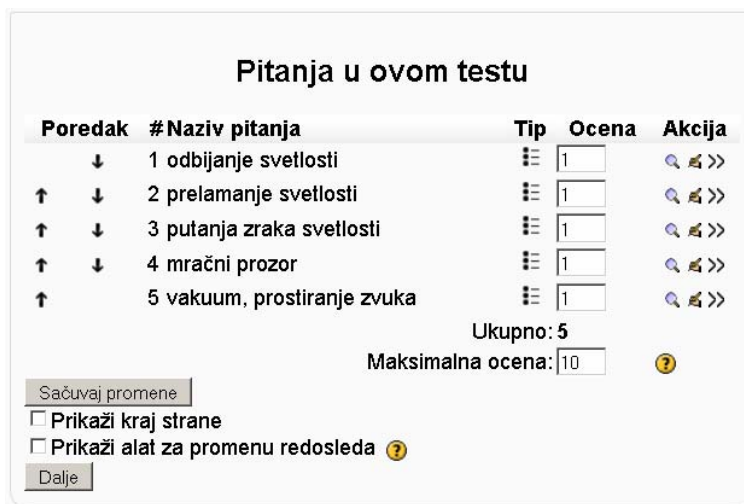 Pitanja u ovom testu
Poredak # Naziv pitanja Tip Ocena Akcija
1 odbijanje svetlosti 1 >>
2 prelamanje svetlosti 1 >>
3 putanja zraka svetlosti 1 >>
4 mračni prozor 1 >>
5 vakuum, prostiranje zvuka 1 >>
Ukupno: 5
Maksimalna ocena: 10 ?
Sačuvaj promene
Prikaži kraj strane
Prikaži alat za promenu redosleda ?
Dalje